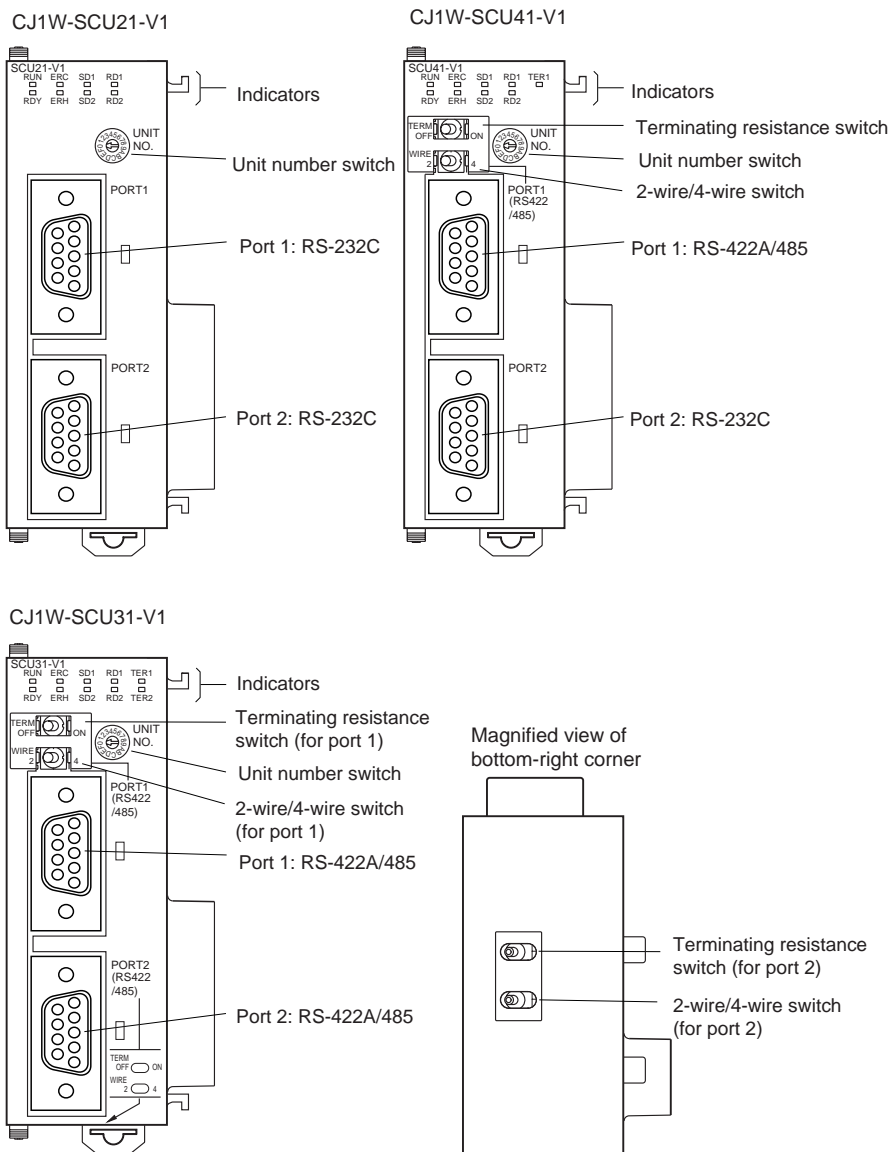 CJ1W-SCU21-V1
SCU21-V1
RUN ERC SD1 RD1
RDY ERH SD2 RD2
Indicators
UNIT
NO.
Unit number switch
PORT1
Port 1: RS-232C
PORT2
Port 2: RS-232C
CJ1W-SCU41-V1
SCU41-V1
RUN ERC SD1 RD1 TER1
RDY ERH SD2 RD2
Indicators
TERM
OFF ON
Terminating resistance switch
UNIT
NO.
Unit number switch
WIRE
2 4
2-wire/4-wire switch
PORT1
(RS422
/485)
Port 1: RS-422A/485
PORT2
Port 2: RS-232C
CJ1W-SCU31-V1
SCU31-V1
RUN ERC SD1 RD1 TER1
RDY ERH SD2 RD2 TER2
Indicators
TERM
OFF ON
Terminating resistance
switch (for port 1)
UNIT
NO.
Unit number switch
WIRE
2 4
2-wire/4-wire switch
(for port 1)
PORT1
(RS422
/485)
Port 1: RS-422A/485
PORT2
(RS422
/485)
Port 2: RS-422A/485
TERM
OFF ON
WIRE
2 4
Magnified view of
bottom-right corner
Terminating resistance
switch (for port 2)
2-wire/4-wire switch
(for port 2)